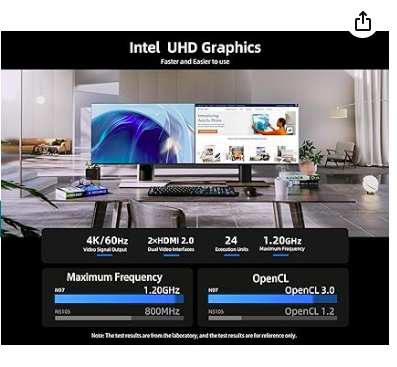 Intel UHD Graphics
Faster and Easier to use
Introducing
4K/60Hz
Video Signal Output
2×HDMI 2.0
Dual Video Interfaces
24
Execution Units
1.20GHz
Maximum Frequency
Maximum Frequency
N97
1.20GHz
N5105
800MHz
OpenCL
N97
OpenCL 3.0
N5105
OpenCL 1.2
Note: The test results are from the laboratory, and the test results are for reference only.